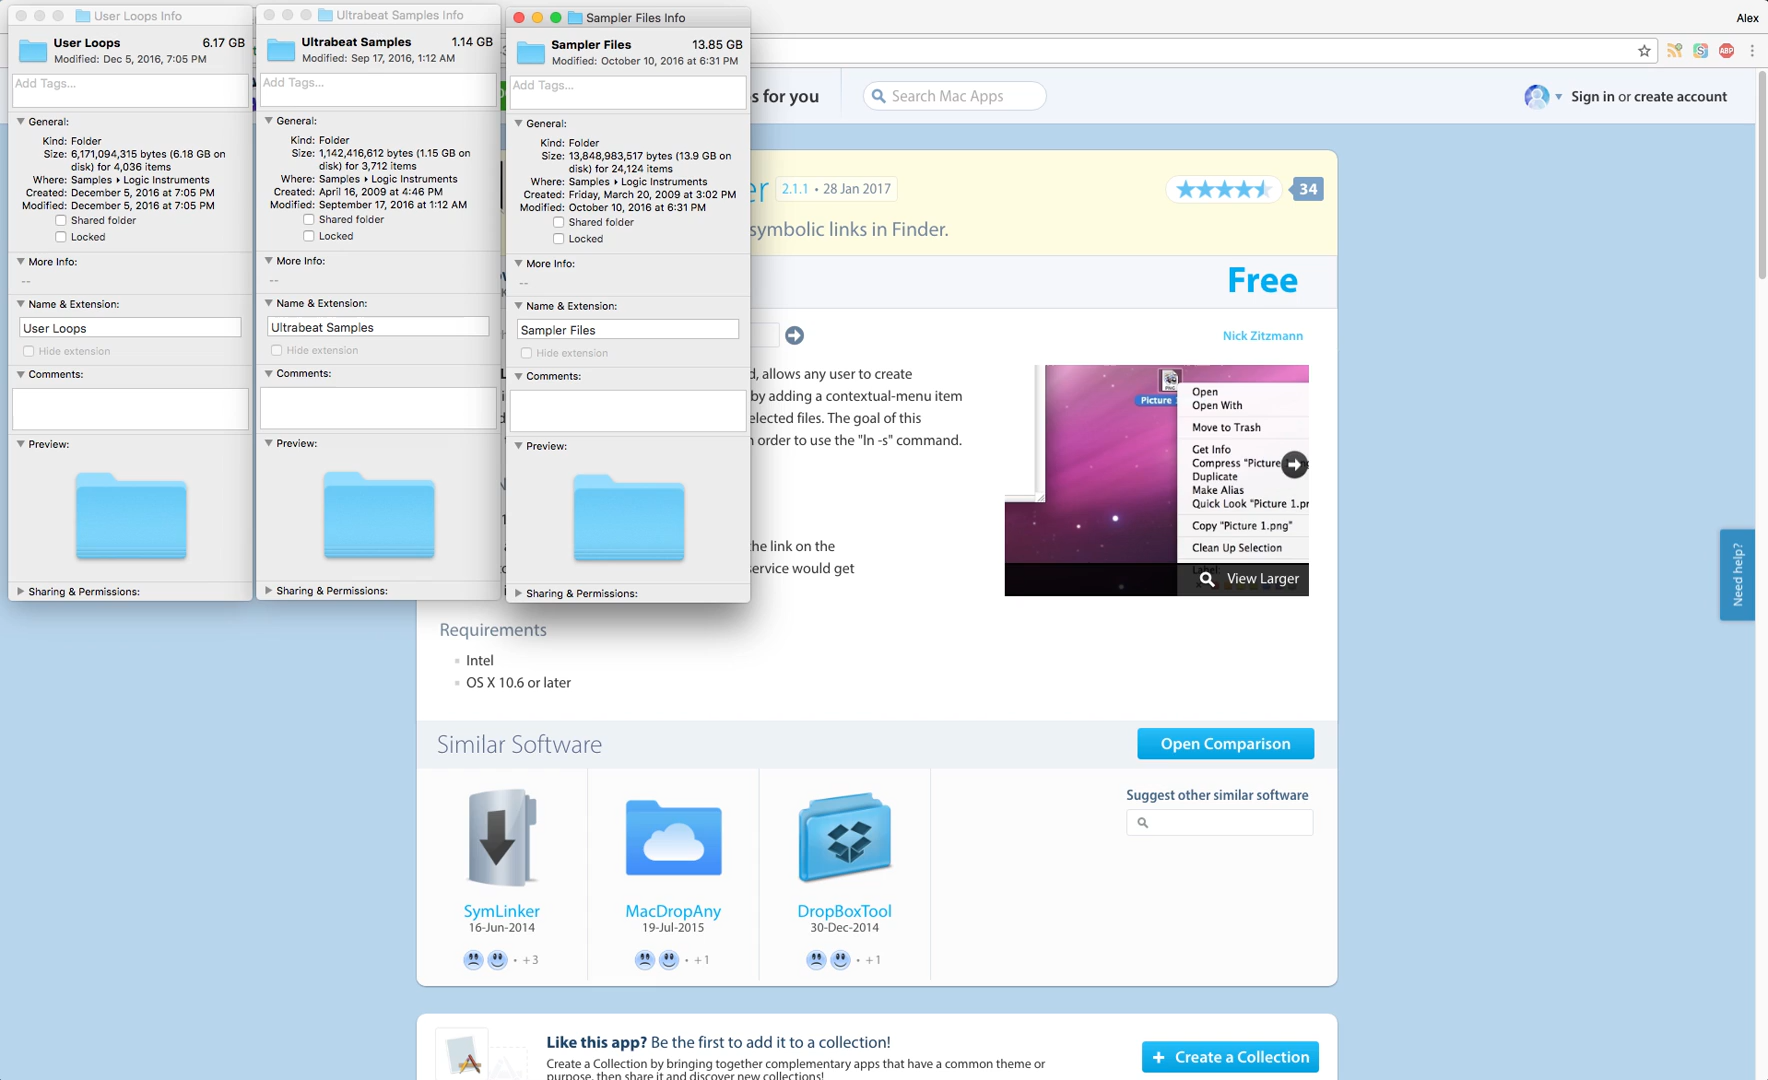 User Loops Info
User Loops 6.17 GB
Modified: Dec 5, 2016, 7:05 PM
Add Tags...
General:
Kind: Folder
Size: 6,171,094,315 bytes (6.18 GB on
disk) for 4,036 items
Where: Samples ▸ Logic Instruments
Created: December 5, 2016 at 7:05 PM
Modified: December 5, 2016 at 7:05 PM
Shared folder
Locked
More Info:
--
Name & Extension:
User Loops
Hide extension
Comments:
Preview:
Sharing & Permissions:
Ultrabeat Samples Info
Ultrabeat Samples 1.14 GB
Modified: Sep 17, 2016, 1:12 AM
Add Tags...
General:
Kind: Folder
Size: 1,142,416,612 bytes (1.15 GB on
disk) for 3,712 items
Where: Samples ▸ Logic Instruments
Created: April 16, 2009 at 4:46 PM
Modified: September 17, 2016 at 1:12 AM
Shared folder
Locked
More Info:
--
Name & Extension:
Ultrabeat Samples
Hide extension
Comments:
Preview:
Sharing & Permissions:
Sampler Files Info
Sampler Files 13.85 GB
Modified: October 10, 2016 at 6:31 PM
Add Tags...
General:
Kind: Folder
Size: 13,848,983,517 bytes (13.9 GB on
disk) for 24,124 items
Where: Samples ▸ Logic Instruments
Created: Friday, March 20, 2009 at 3:02 PM
Modified: October 10, 2016 at 6:31 PM
Shared folder
Locked
More Info:
--
Name & Extension:
Sampler Files
Hide extension
Comments:
Preview:
Sharing & Permissions:
Alex
ABP
s for you
Search Mac Apps
Sign in or create account
er 2.1.1 • 28 Jan 2017
34
symbolic links in Finder.
Free
Nick Zitzmann
d, allows any user to create
by adding a contextual-menu item
elected files. The goal of this
order to use the "ln -s" command.
he link on the
service would get
Picture
Open
Open With
Move to Trash
Get Info
Compress "Picture
Duplicate
Make Alias
Quick Look "Picture 1.pr
Copy "Picture 1.png"
Clean Up Selection
Label:
View Larger
Need help?
Requirements
Intel
OS X 10.6 or later
Similar Software
Open Comparison
SymLinker
16-Jun-2014
• +3
MacDropAny
19-Jul-2015
• +1
DropBoxTool
30-Dec-2014
• +1
Suggest other similar software
Like this app? Be the first to add it to a collection!
Create a Collection by bringing together complementary apps that have a common theme or
purpose, then share it and discover new collections!
+ Create a Collection